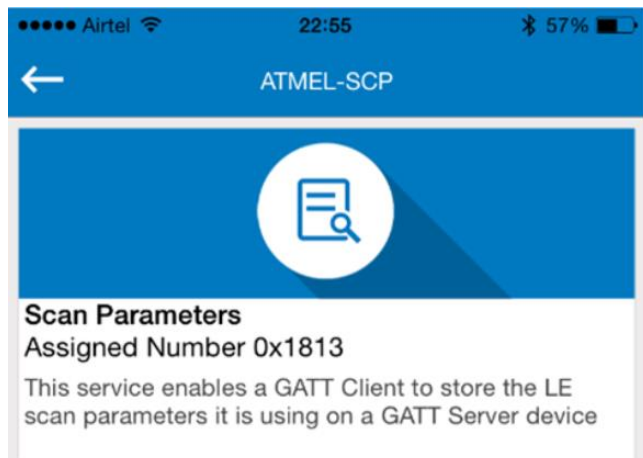 Airtel 22:55 57%
ATMEL-SCP
Scan Parameters
Assigned Number 0x1813
This service enables a GATT Client to store the LE
scan parameters it is using on a GATT Server device